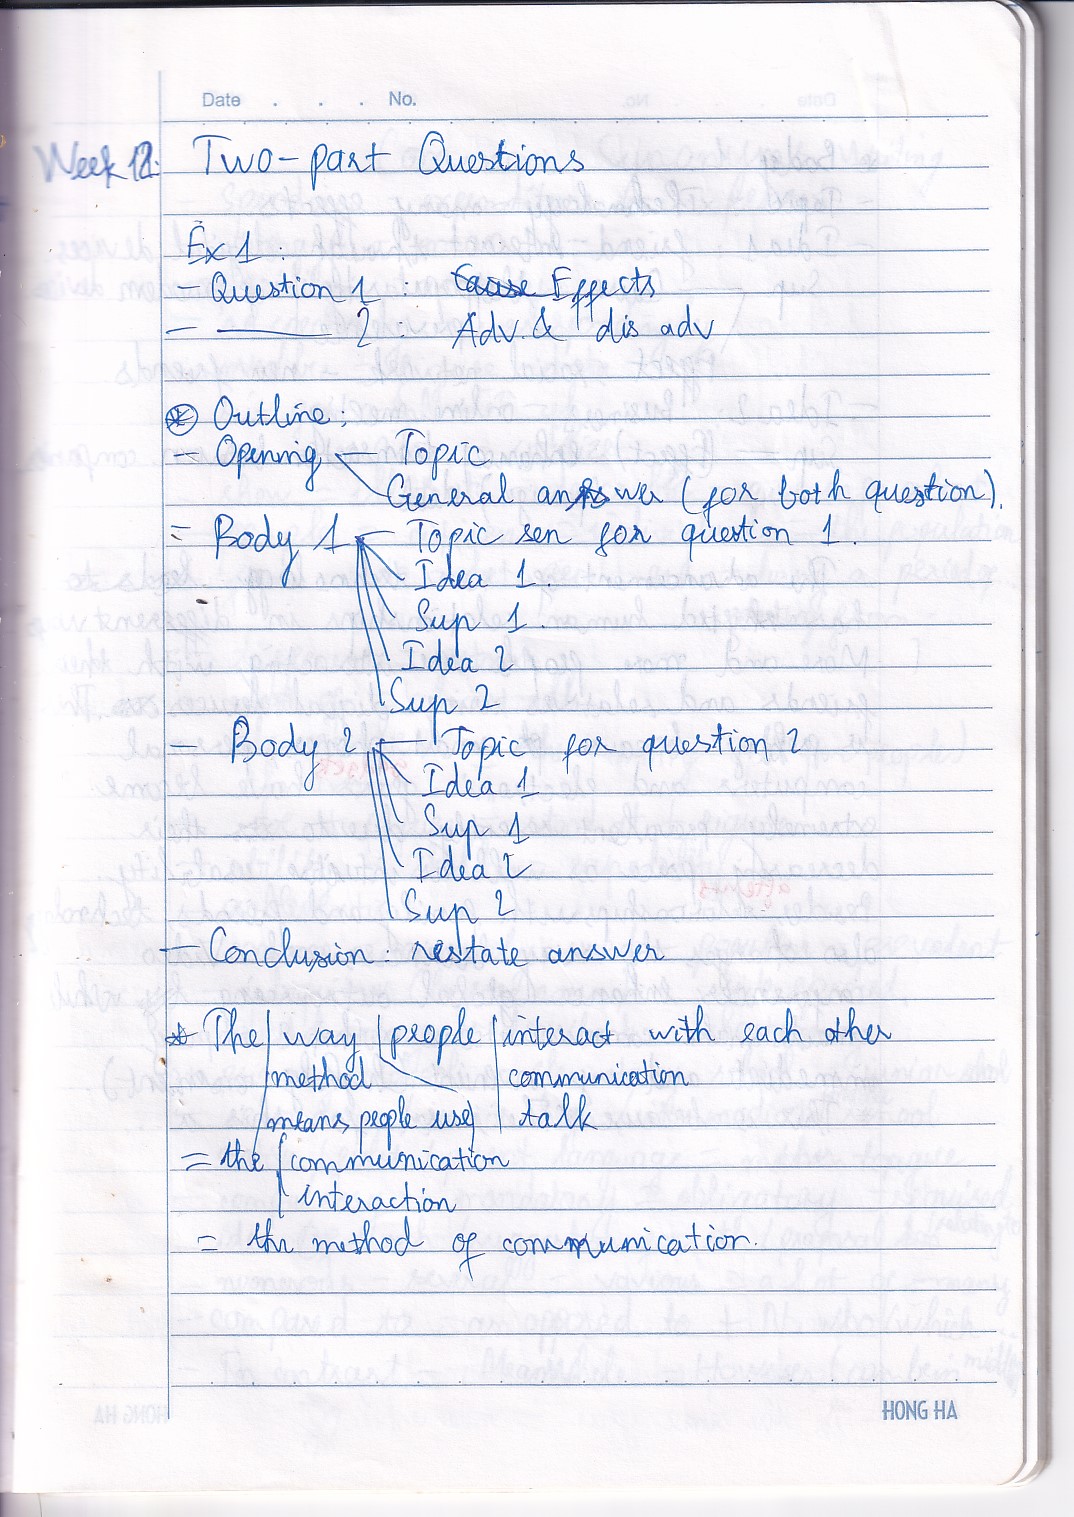 Date . . . No.
Week 12: Two-part Questions
Ex 1:
- Question 1 : Cause Effects
- ——— 2 : Adv. & dis adv
* Outline:
- Openning - Topic
General answer (for both question).
= Body 1 - Topic sen for question 1.
Idea 1.
Sup 1.
Idea 2
Sup 2
- Body 2 - Topic for question 2
Idea 1
Sup 1
Idea 2
Sup 2
- Conclusion: restate answer
* The / way / people / interact with each other
method communication
means people use talk
= the communication
interaction
= the method of communication.
HONG HA